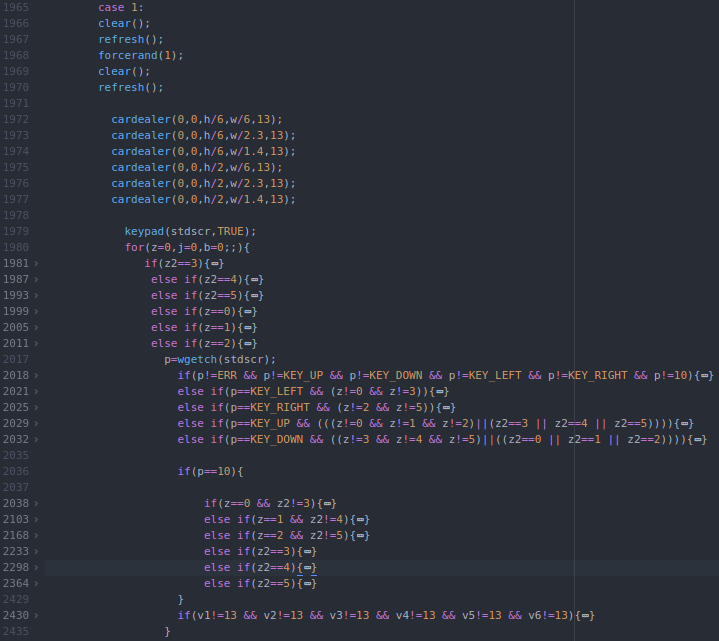 1965 case 1:
1966 clear();
1967 refresh();
1968 forcerand(1);
1969 clear();
1970 refresh();
1971
1972 cardealer(0,0,h/6,w/6,13);
1973 cardealer(0,0,h/6,w/2.3,13);
1974 cardealer(0,0,h/6,w/1.4,13);
1975 cardealer(0,0,h/2,w/6,13);
1976 cardealer(0,0,h/2,w/2.3,13);
1977 cardealer(0,0,h/2,w/1.4,13);
1978
1979 keypad(stdscr,TRUE);
1980 for(z=0,j=0,b=0;;){
1981 › if(z2==3){⋯}
1987 › else if(z2==4){⋯}
1993 › else if(z2==5){⋯}
1999 › else if(z==0){⋯}
2005 › else if(z==1){⋯}
2011 › else if(z==2){⋯}
2017 p=wgetch(stdscr);
2018 › if(p!=ERR && p!=KEY_UP && p!=KEY_DOWN && p!=KEY_LEFT && p!=KEY_RIGHT && p!=10){⋯}
2021 › else if(p==KEY_LEFT && (z!=0 && z!=3)){⋯}
2025 › else if(p==KEY_RIGHT && (z!=2 && z!=5)){⋯}
2029 › else if(p==KEY_UP && (((z!=0 && z!=1 && z!=2)||(z2==3 || z2==4 || z2==5)))){⋯}
2032 › else if(p==KEY_DOWN && ((z!=3 && z!=4 && z!=5)||((z2==0 || z2==1 || z2==2)))){⋯}
2035
2036 if(p==10){
2037
2038 › if(z==0 && z2!=3){⋯}
2103 › else if(z==1 && z2!=4){⋯}
2168 › else if(z==2 && z2!=5){⋯}
2233 › else if(z2==3){⋯}
2298 › else if(z2==4){⋯}
2364 › else if(z2==5){⋯}
2429 }
2430 › if(v1!=13 && v2!=13 && v3!=13 && v4!=13 && v5!=13 && v6!=13){⋯}
2435 }